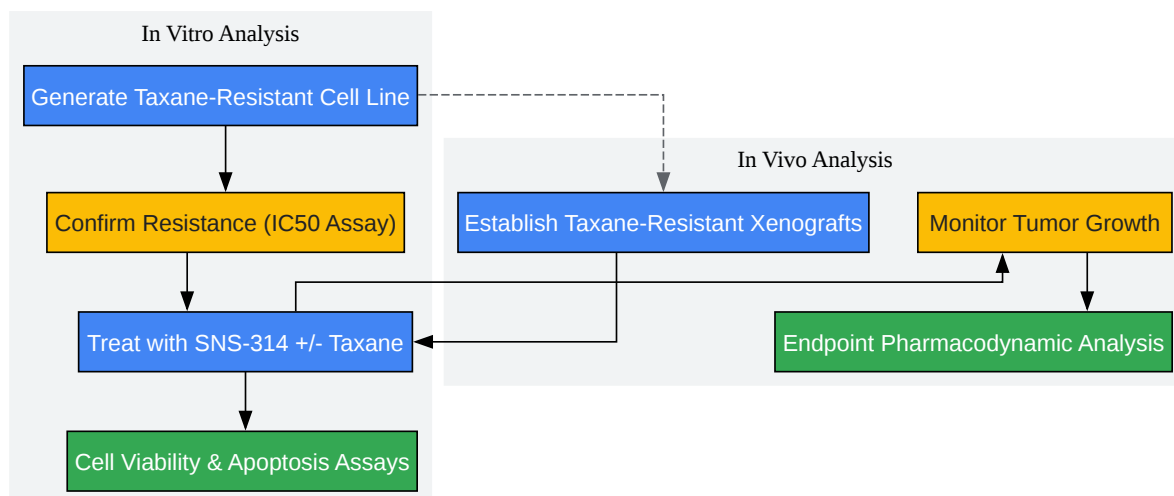 In Vitro Analysis
Generate Taxane-Resistant Cell Line
Confirm Resistance (IC50 Assay)
Treat with SNS-314 +/- Taxane
Cell Viability & Apoptosis Assays
In Vivo Analysis
Establish Taxane-Resistant Xenografts
Monitor Tumor Growth
Endpoint Pharmacodynamic Analysis